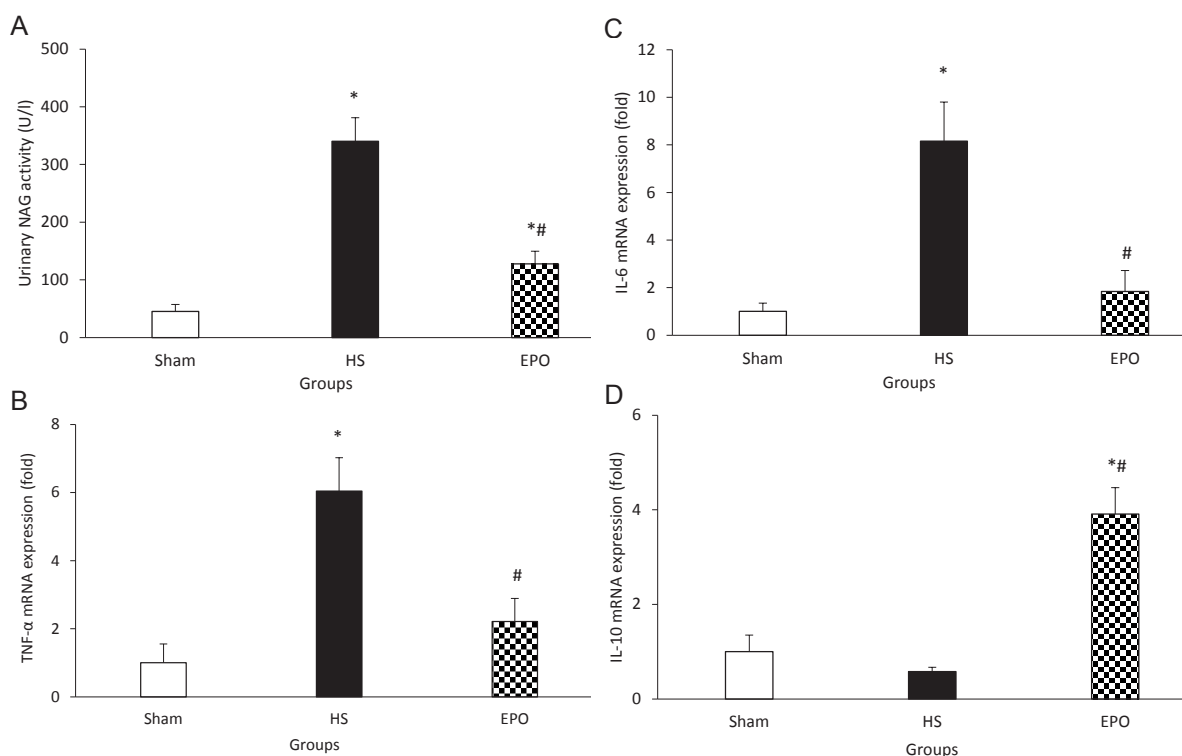 A
Urinary NAG activity (U/l)
500
400
300
200
100
0
*
*#
Sham HS EPO
Groups
B
TNF-α mRNA expression (fold)
8
6
4
2
0
*
#
Sham HS EPO
Groups
C
IL-6 mRNA expression (fold)
12
10
8
6
4
2
0
*
#
Sham HS EPO
Groups
D
IL-10 mRNA expression (fold)
6
4
2
0
*#
Sham HS EPO
Groups